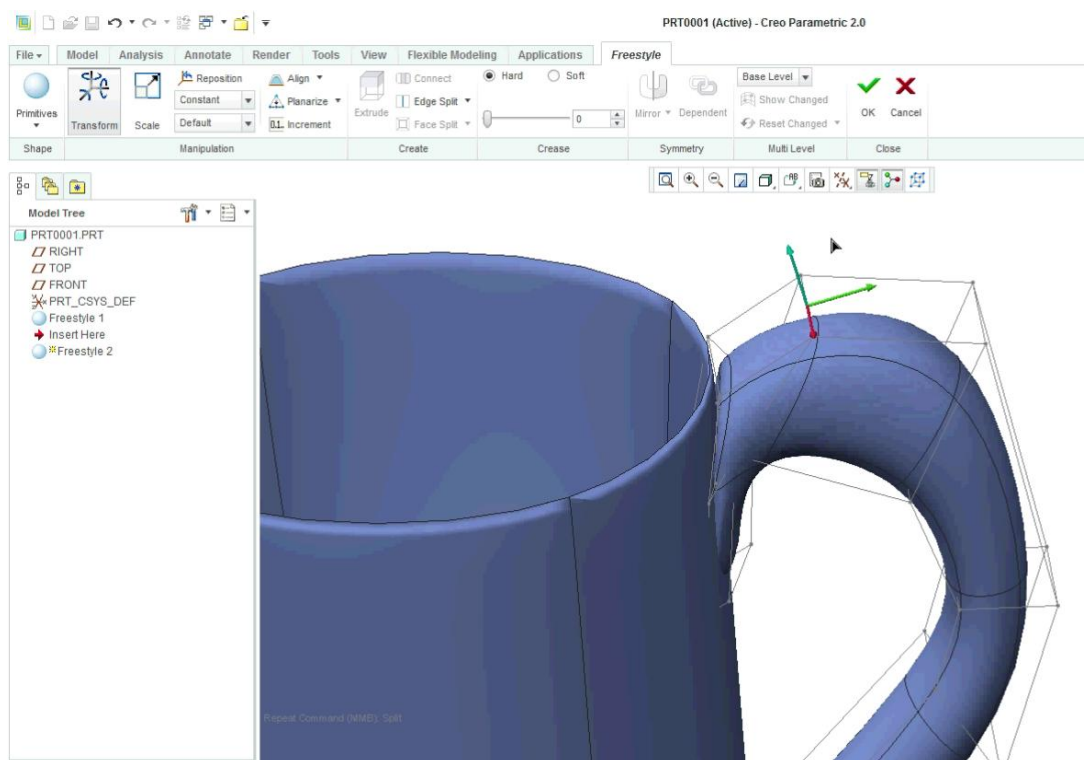 PRT0001 (Active) - Creo Parametric 2.0
File Model Analysis Annotate Render Tools View Flexible Modeling Applications Freestyle
Primitives
Transform
Scale
Reposition
Constant
Default
Align
Planarize
0.1.. Increment
Extrude
Connect
Edge Split
Face Split
Hard Soft
0
Mirror Dependent
Base Level
Show Changed
Reset Changed
OK Cancel
Shape Manipulation Create Crease Symmetry Multi Level Close
Model Tree
PRT0001.PRT
RIGHT
TOP
FRONT
PRT_CSYS_DEF
Freestyle 1
Insert Here
Freestyle 2
Repeat Command (MMB); Split